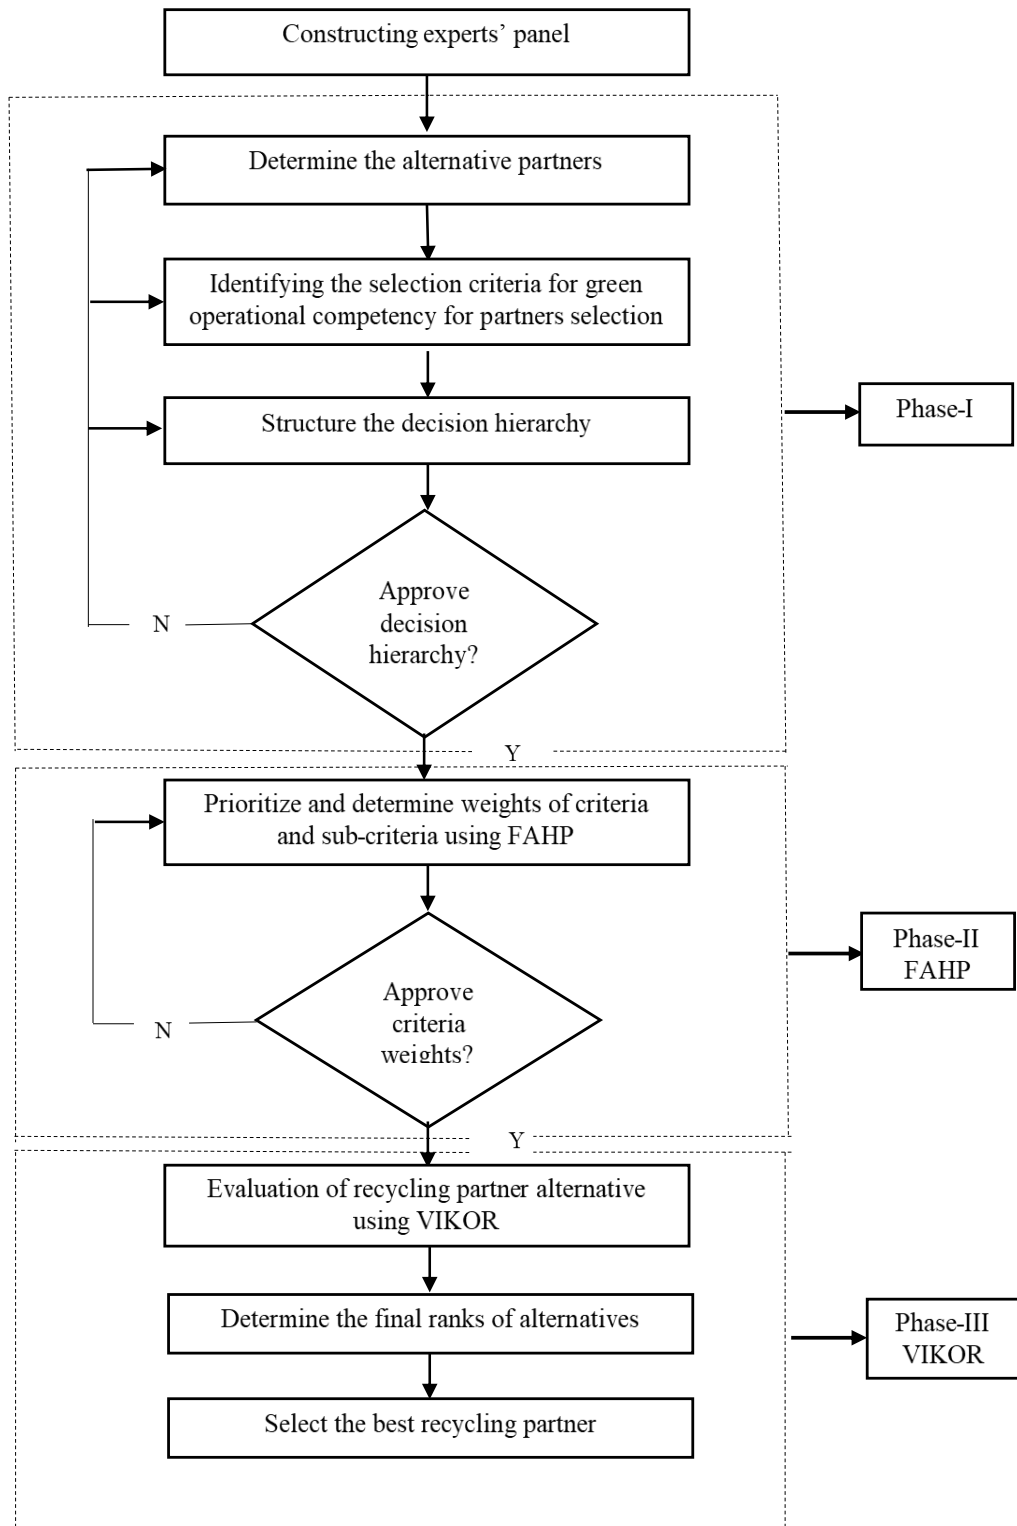 Constructing experts’ panel
Determine the alternative partners
Identifying the selection criteria for green
operational competency for partners selection
Phase-I
Structure the decision hierarchy
Approve
decision
hierarchy?
N
Y
Prioritize and determine weights of criteria
and sub-criteria using FAHP
Phase-II
FAHP
Approve
criteria
weights?
N
Y
Evaluation of recycling partner alternative
using VIKOR
Determine the final ranks of alternatives
Phase-III
VIKOR
Select the best recycling partner